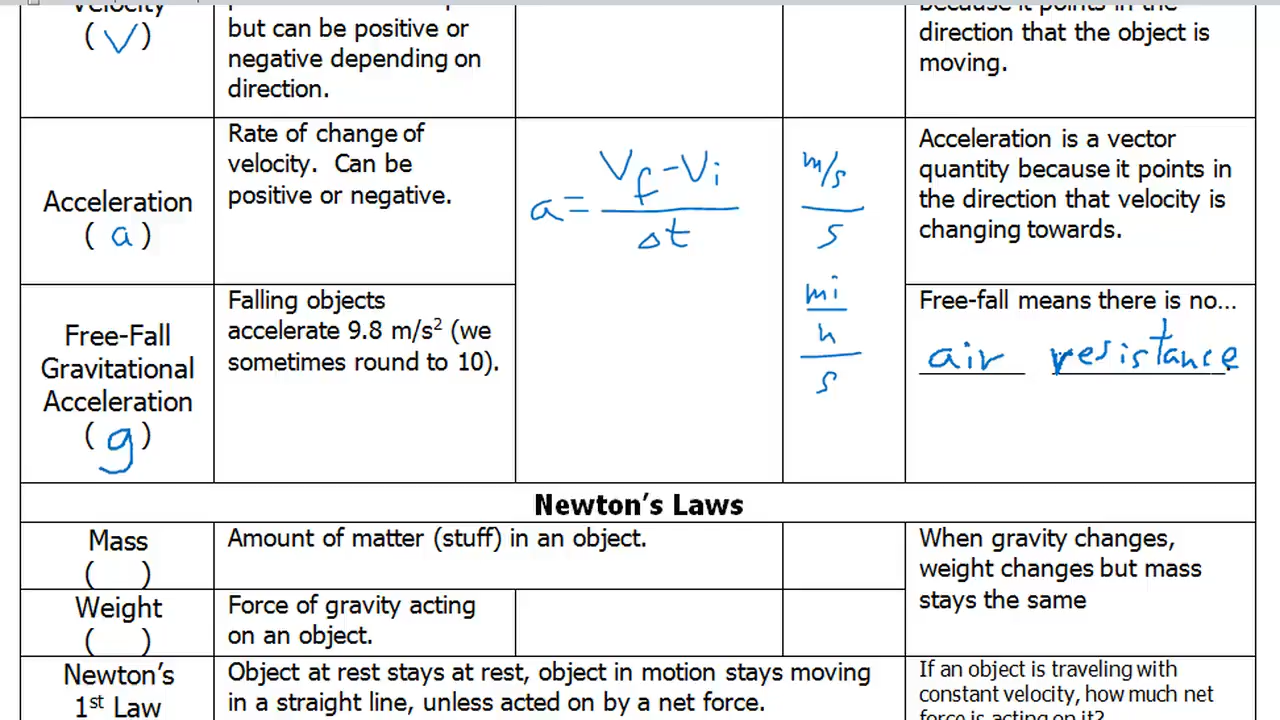 Velocity
( V )
but can be positive or
negative depending on
direction.
because it points in the
direction that the object is
moving.
Acceleration
( a )
Rate of change of
velocity. Can be
positive or negative.
a = (Vf - Vi) / Δt
m/s
s
Acceleration is a vector
quantity because it points in
the direction that velocity is
changing towards.
Free-Fall
Gravitational
Acceleration
( g )
Falling objects
accelerate 9.8 m/s² (we
sometimes round to 10).
mi
h
s
Free-fall means there is no...
air resistance.
Newton's Laws
Mass
( )
Amount of matter (stuff) in an object.
When gravity changes,
weight changes but mass
stays the same
Weight
( )
Force of gravity acting
on an object.
Newton's
1st Law
Object at rest stays at rest, object in motion stays moving
in a straight line, unless acted on by a net force.
If an object is traveling with
constant velocity, how much net
force is acting on it?